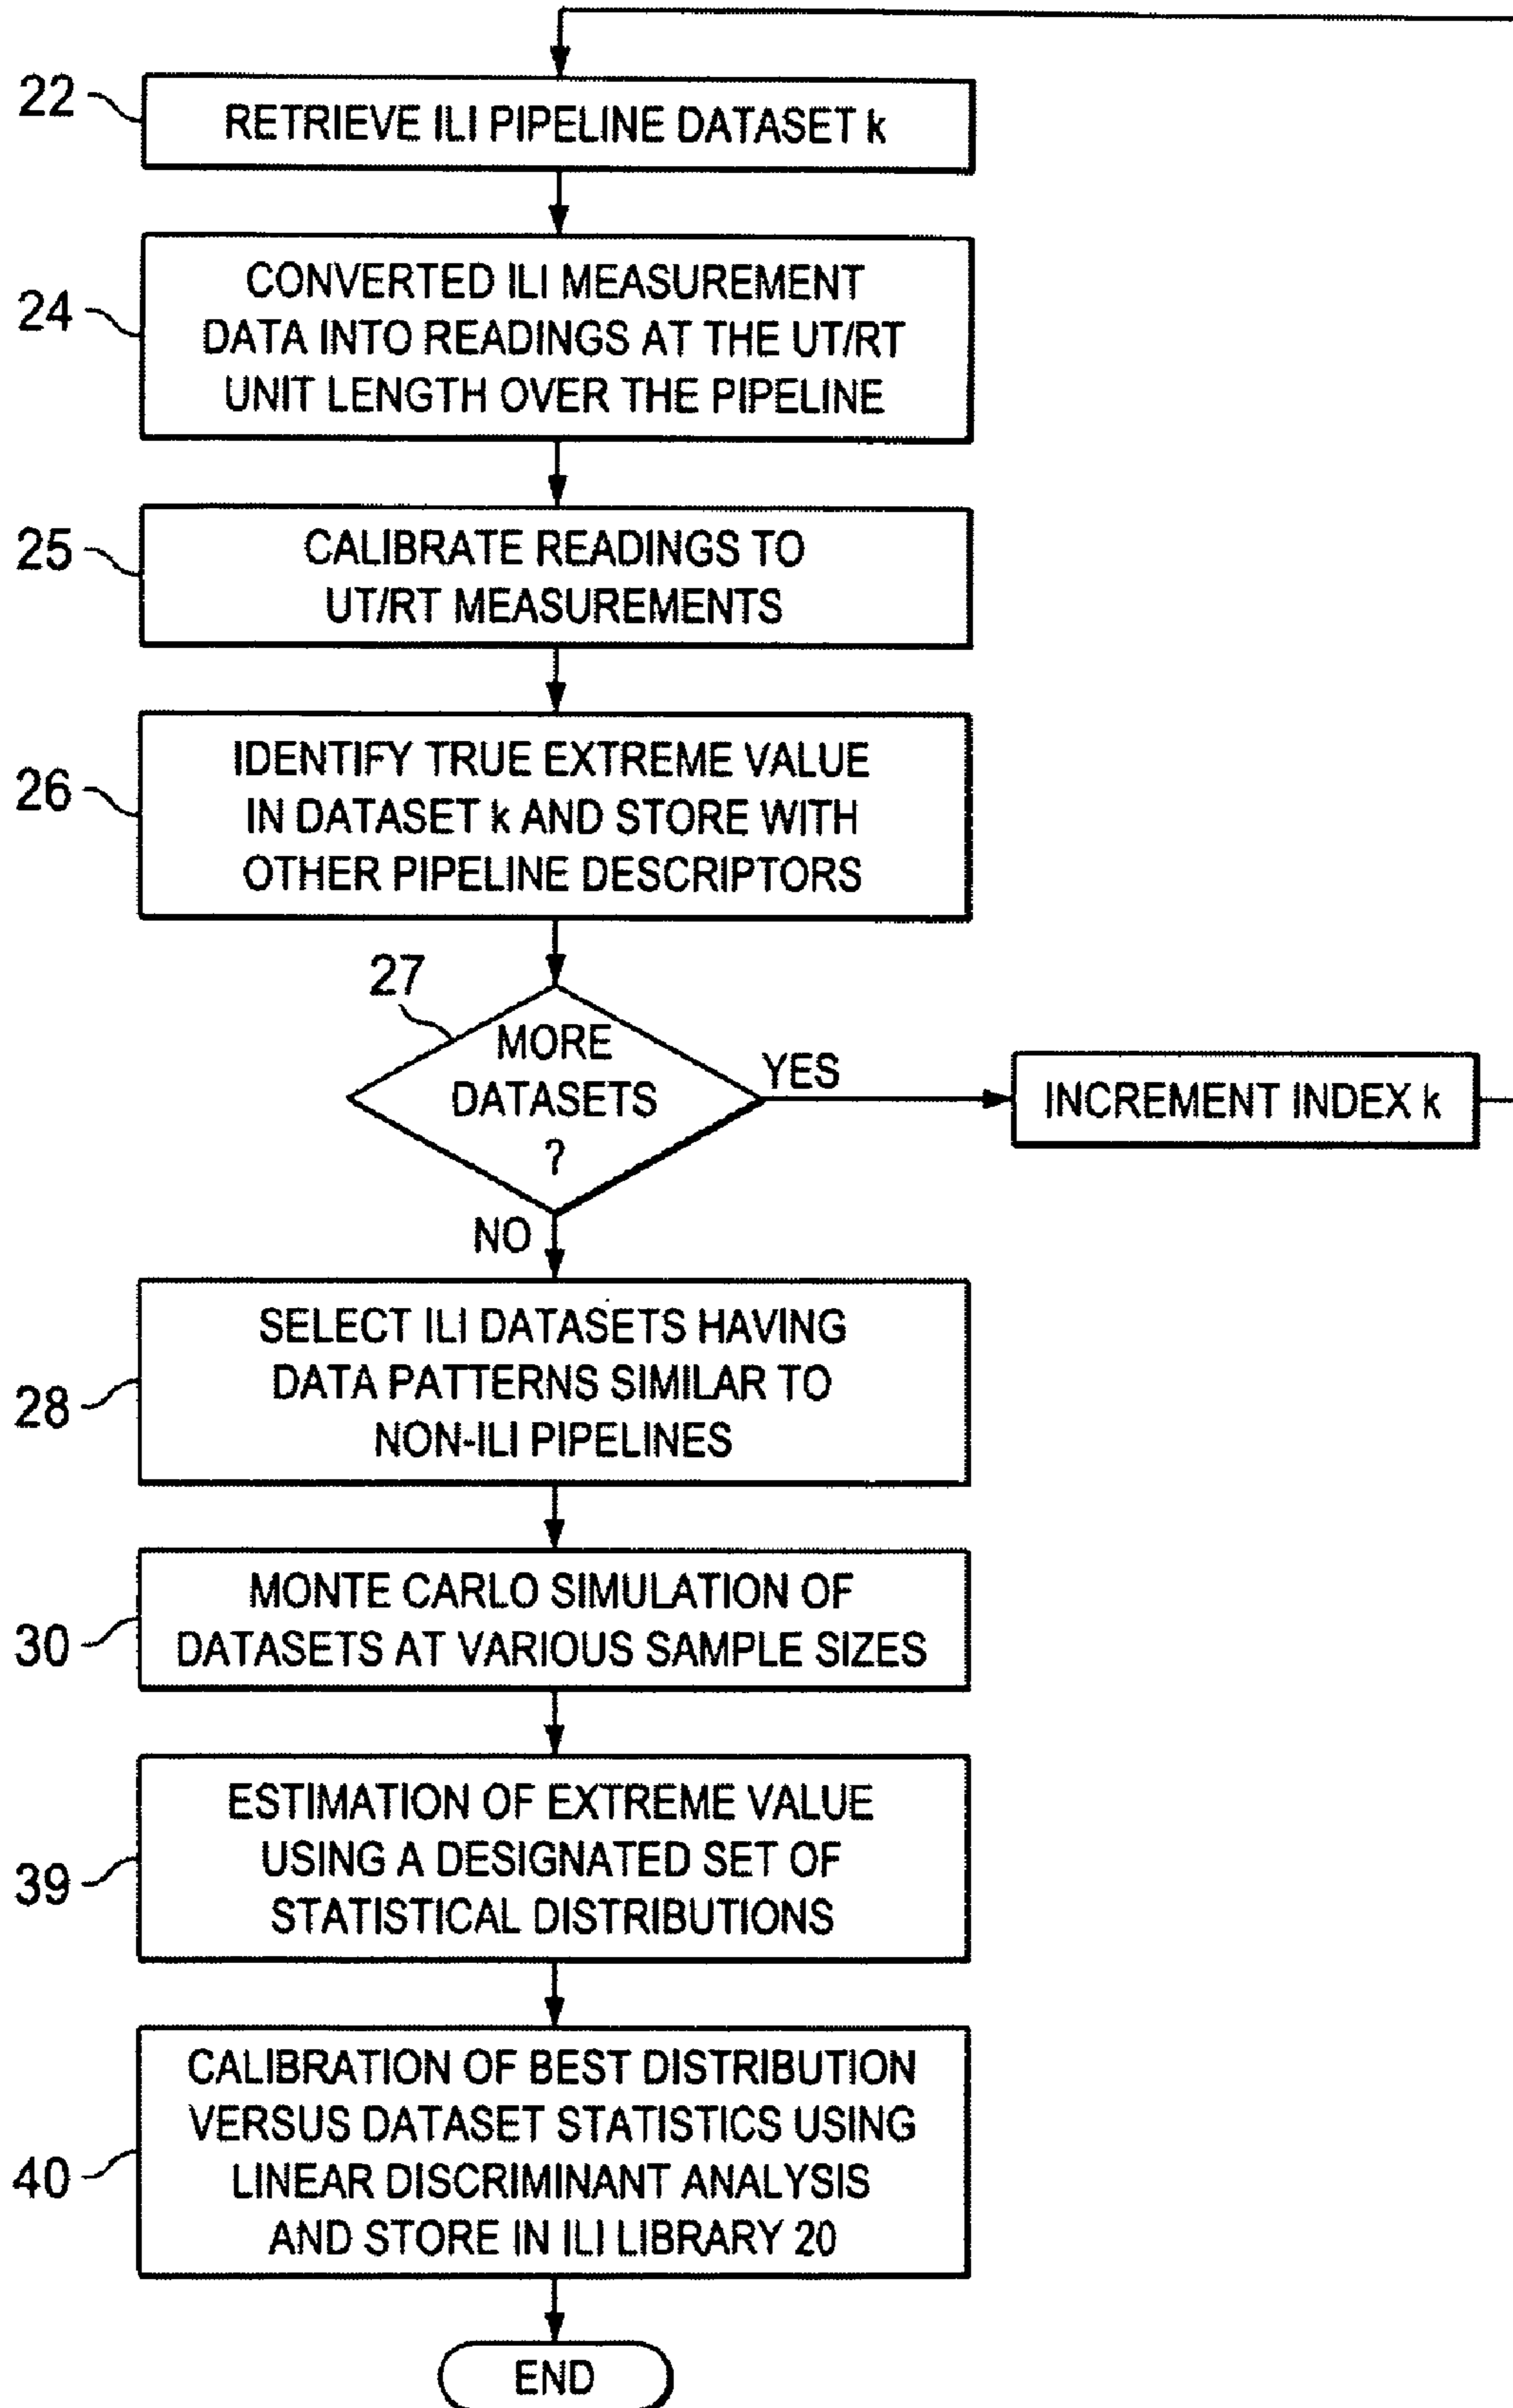 22
RETRIEVE ILI PIPELINE DATASET k
24
CONVERTED ILI MEASUREMENT
DATA INTO READINGS AT THE UT/RT
UNIT LENGTH OVER THE PIPELINE
25
CALIBRATE READINGS TO
UT/RT MEASUREMENTS
26
IDENTIFY TRUE EXTREME VALUE
IN DATASET k AND STORE WITH
OTHER PIPELINE DESCRIPTORS
27
MORE
DATASETS
?
YES
INCREMENT INDEX k
NO
28
SELECT ILI DATASETS HAVING
DATA PATTERNS SIMILAR TO
NON-ILI PIPELINES
30
MONTE CARLO SIMULATION OF
DATASETS AT VARIOUS SAMPLE SIZES
39
ESTIMATION OF EXTREME VALUE
USING A DESIGNATED SET OF
STATISTICAL DISTRIBUTIONS
40
CALIBRATION OF BEST DISTRIBUTION
VERSUS DATASET STATISTICS USING
LINEAR DISCRIMINANT ANALYSIS
AND STORE IN ILI LIBRARY 20
END